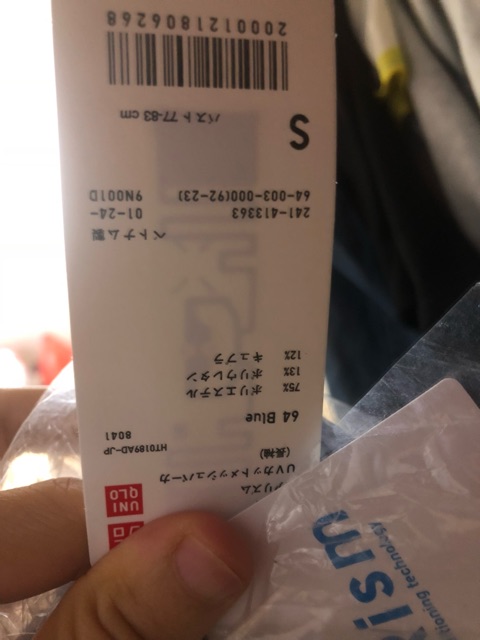 UNI
QLO
アリズム
UVカットメッシュパーカ
(長袖)
HT0189AD-JP
8041
64 Blue
75% ポリエステル
13% ポリウレタン
12% キュプラ
ベトナム製
241-413363
01-24-
64-003-000(92-23)
9N001D
S
バスト 77-83 cm
2000121806268
ism
tioning technology